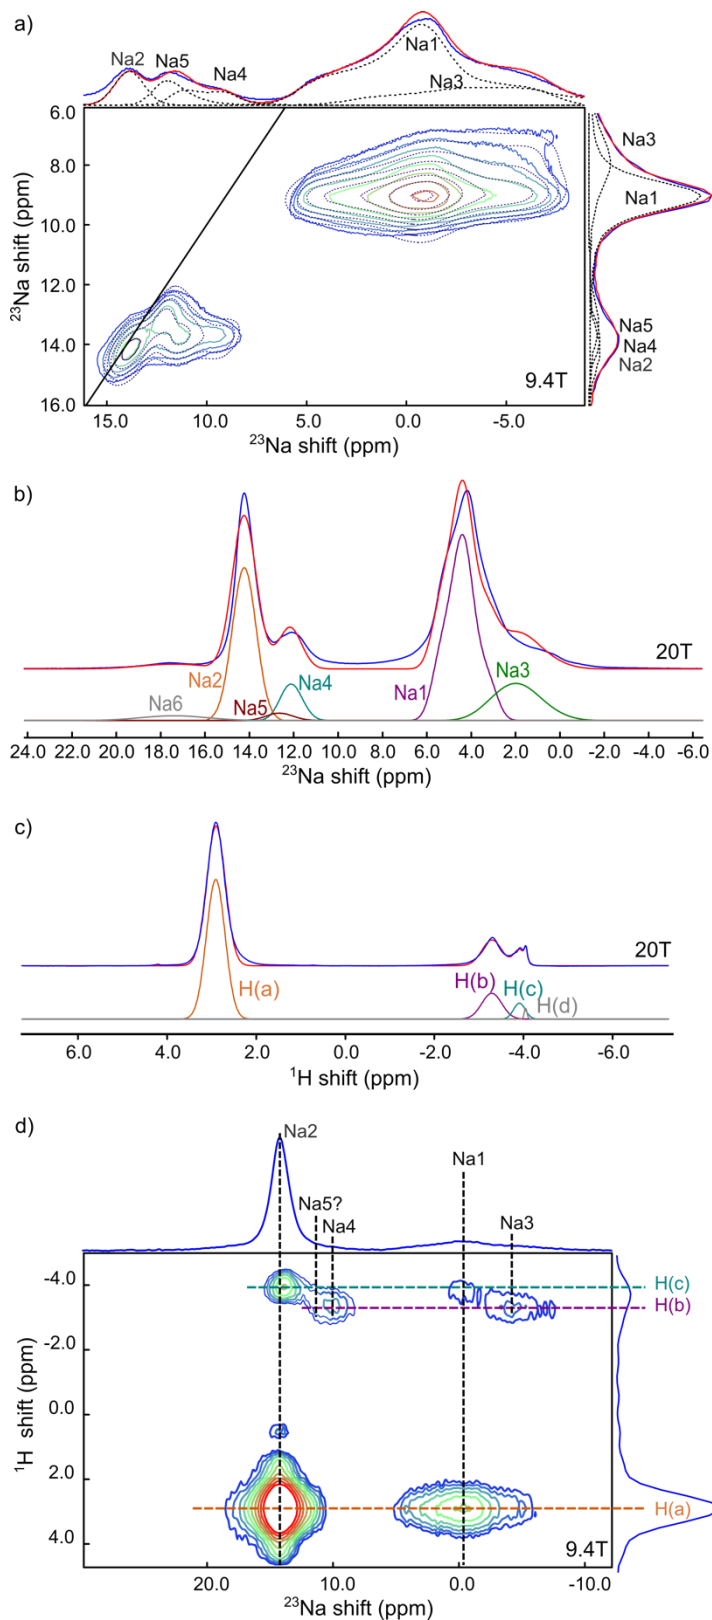 a)
Na2
Na5
Na4
Na1
Na3
6.0
8.0
10.0
12.0
14.0
16.0
²³Na shift (ppm)
Na3
Na1
Na5
Na4
Na2
9.4T
15.0 10.0 5.0 0.0 -5.0
²³Na shift (ppm)
b)
20T
Na6
Na2
Na5
Na4
Na1
Na3
24.0 22.0 20.0 18.0 16.0 14.0 12.0 10.0 8.0 6.0 4.0 2.0 0.0 -2.0 -4.0 -6.0
²³Na shift (ppm)
c)
20T
H(a)
H(b)
H(c)
H(d)
6.0 4.0 2.0 0.0 -2.0 -4.0 -6.0
¹H shift (ppm)
d)
Na2
Na5?
Na4
Na1
Na3
-4.0
-2.0
0.0
2.0
4.0
¹H shift (ppm)
H(c)
H(b)
H(a)
9.4T
20.0 10.0 0.0 -10.0
²³Na shift (ppm)